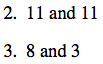 2. 11 and 11
3. 8 and 3